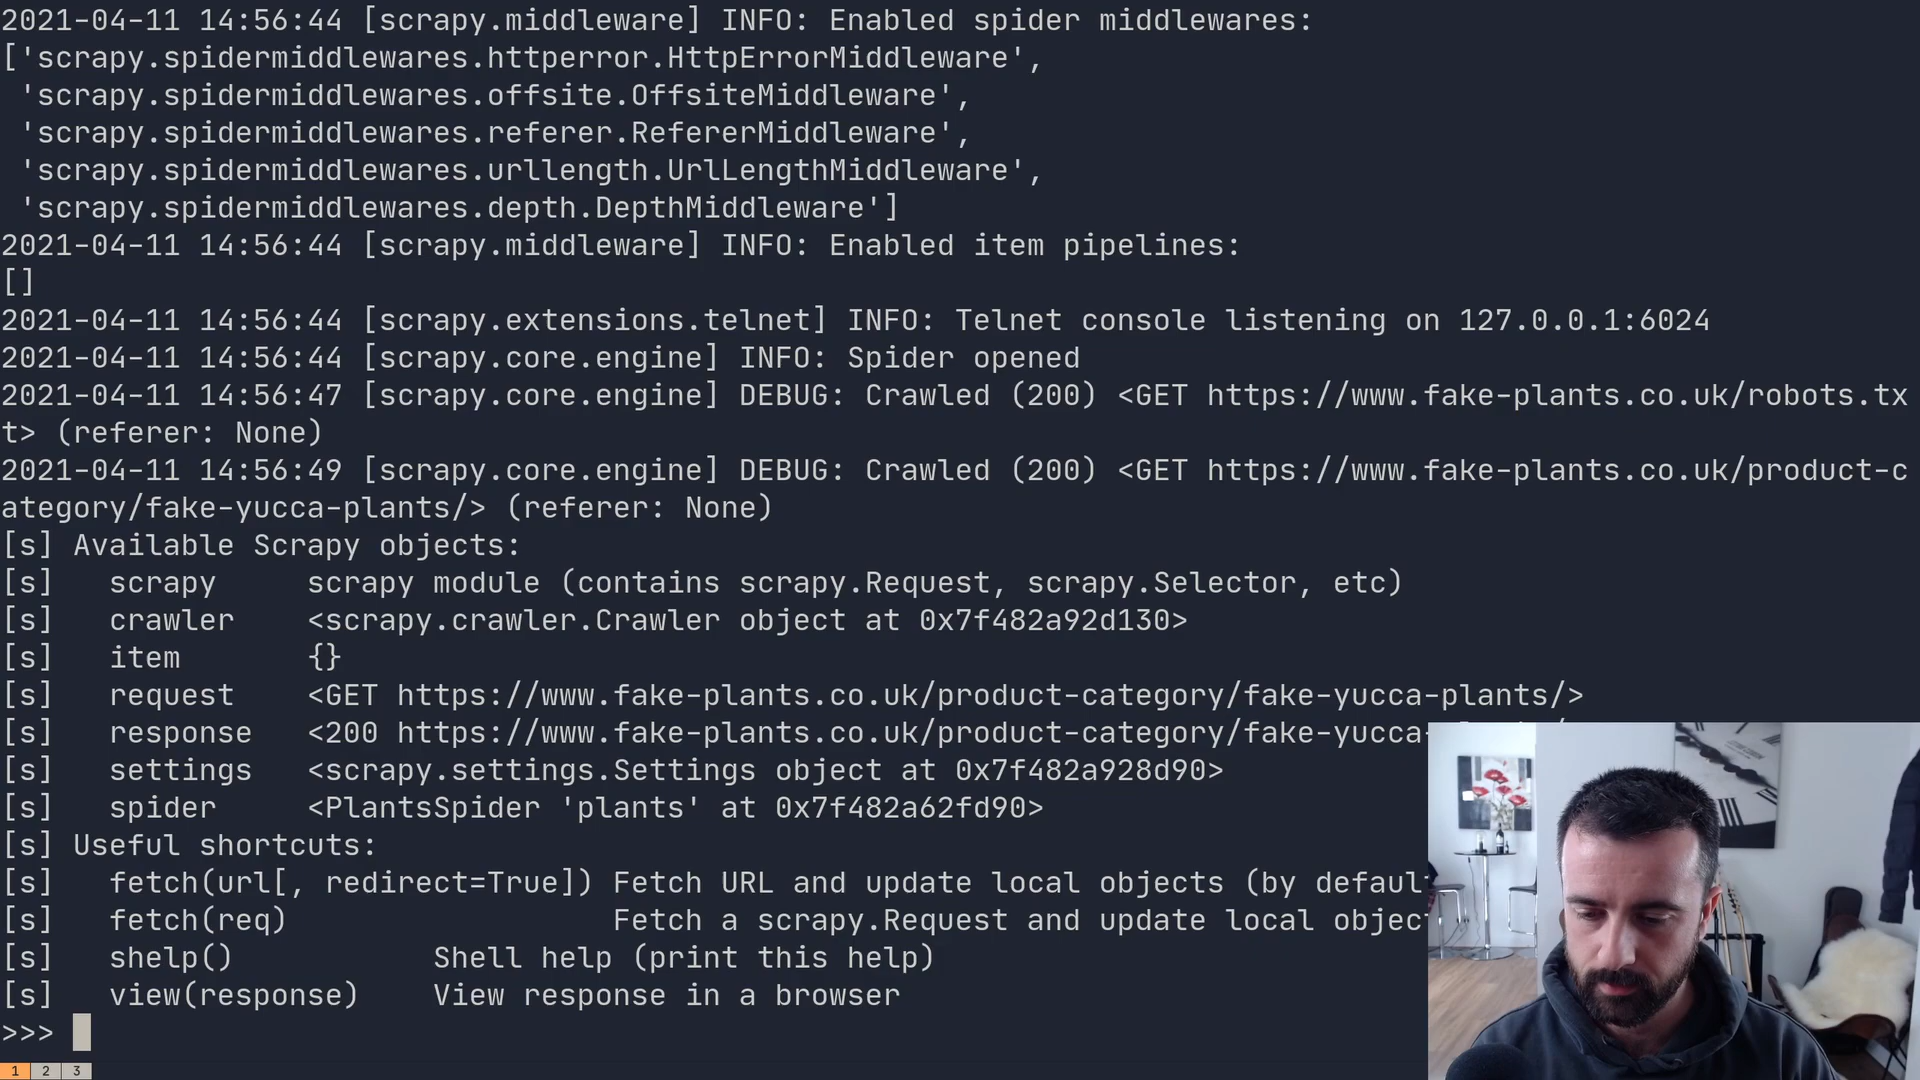 2021-04-11 14:56:44 [scrapy.middleware] INFO: Enabled spider middlewares:
['scrapy.spidermiddlewares.httperror.HttpErrorMiddleware',
 'scrapy.spidermiddlewares.offsite.OffsiteMiddleware',
 'scrapy.spidermiddlewares.referer.RefererMiddleware',
 'scrapy.spidermiddlewares.urllength.UrlLengthMiddleware',
 'scrapy.spidermiddlewares.depth.DepthMiddleware']
2021-04-11 14:56:44 [scrapy.middleware] INFO: Enabled item pipelines:
[]
2021-04-11 14:56:44 [scrapy.extensions.telnet] INFO: Telnet console listening on 127.0.0.1:6024
2021-04-11 14:56:44 [scrapy.core.engine] INFO: Spider opened
2021-04-11 14:56:47 [scrapy.core.engine] DEBUG: Crawled (200) <GET https://www.fake-plants.co.uk/robots.tx
t> (referer: None)
2021-04-11 14:56:49 [scrapy.core.engine] DEBUG: Crawled (200) <GET https://www.fake-plants.co.uk/product-c
ategory/fake-yucca-plants/> (referer: None)
[s] Available Scrapy objects:
[s]   scrapy     scrapy module (contains scrapy.Request, scrapy.Selector, etc)
[s]   crawler    <scrapy.crawler.Crawler object at 0x7f482a92d130>
[s]   item       {}
[s]   request    <GET https://www.fake-plants.co.uk/product-category/fake-yucca-plants/>
[s]   response   <200 https://www.fake-plants.co.uk/product-category/fake-yucca-
[s]   settings   <scrapy.settings.Settings object at 0x7f482a928d90>
[s]   spider     <PlantsSpider 'plants' at 0x7f482a62fd90>
[s] Useful shortcuts:
[s]   fetch(url[, redirect=True]) Fetch URL and update local objects (by defaul
[s]   fetch(req)                  Fetch a scrapy.Request and update local objec
[s]   shelp()           Shell help (print this help)
[s]   view(response)    View response in a browser
>>>
1 2 3